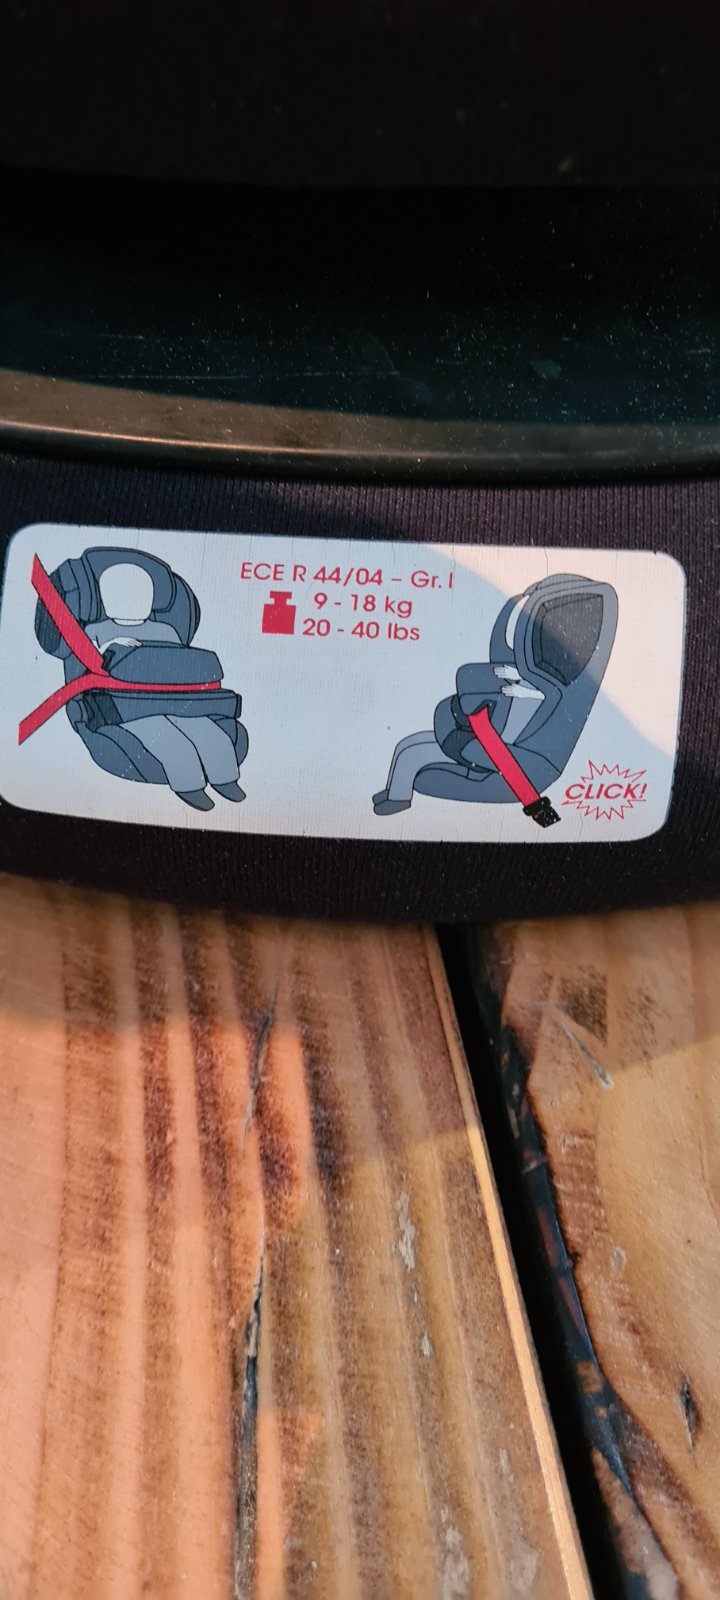 ECE R 44/04 – Gr. I
9 - 18 kg
20 - 40 lbs
CLICK!